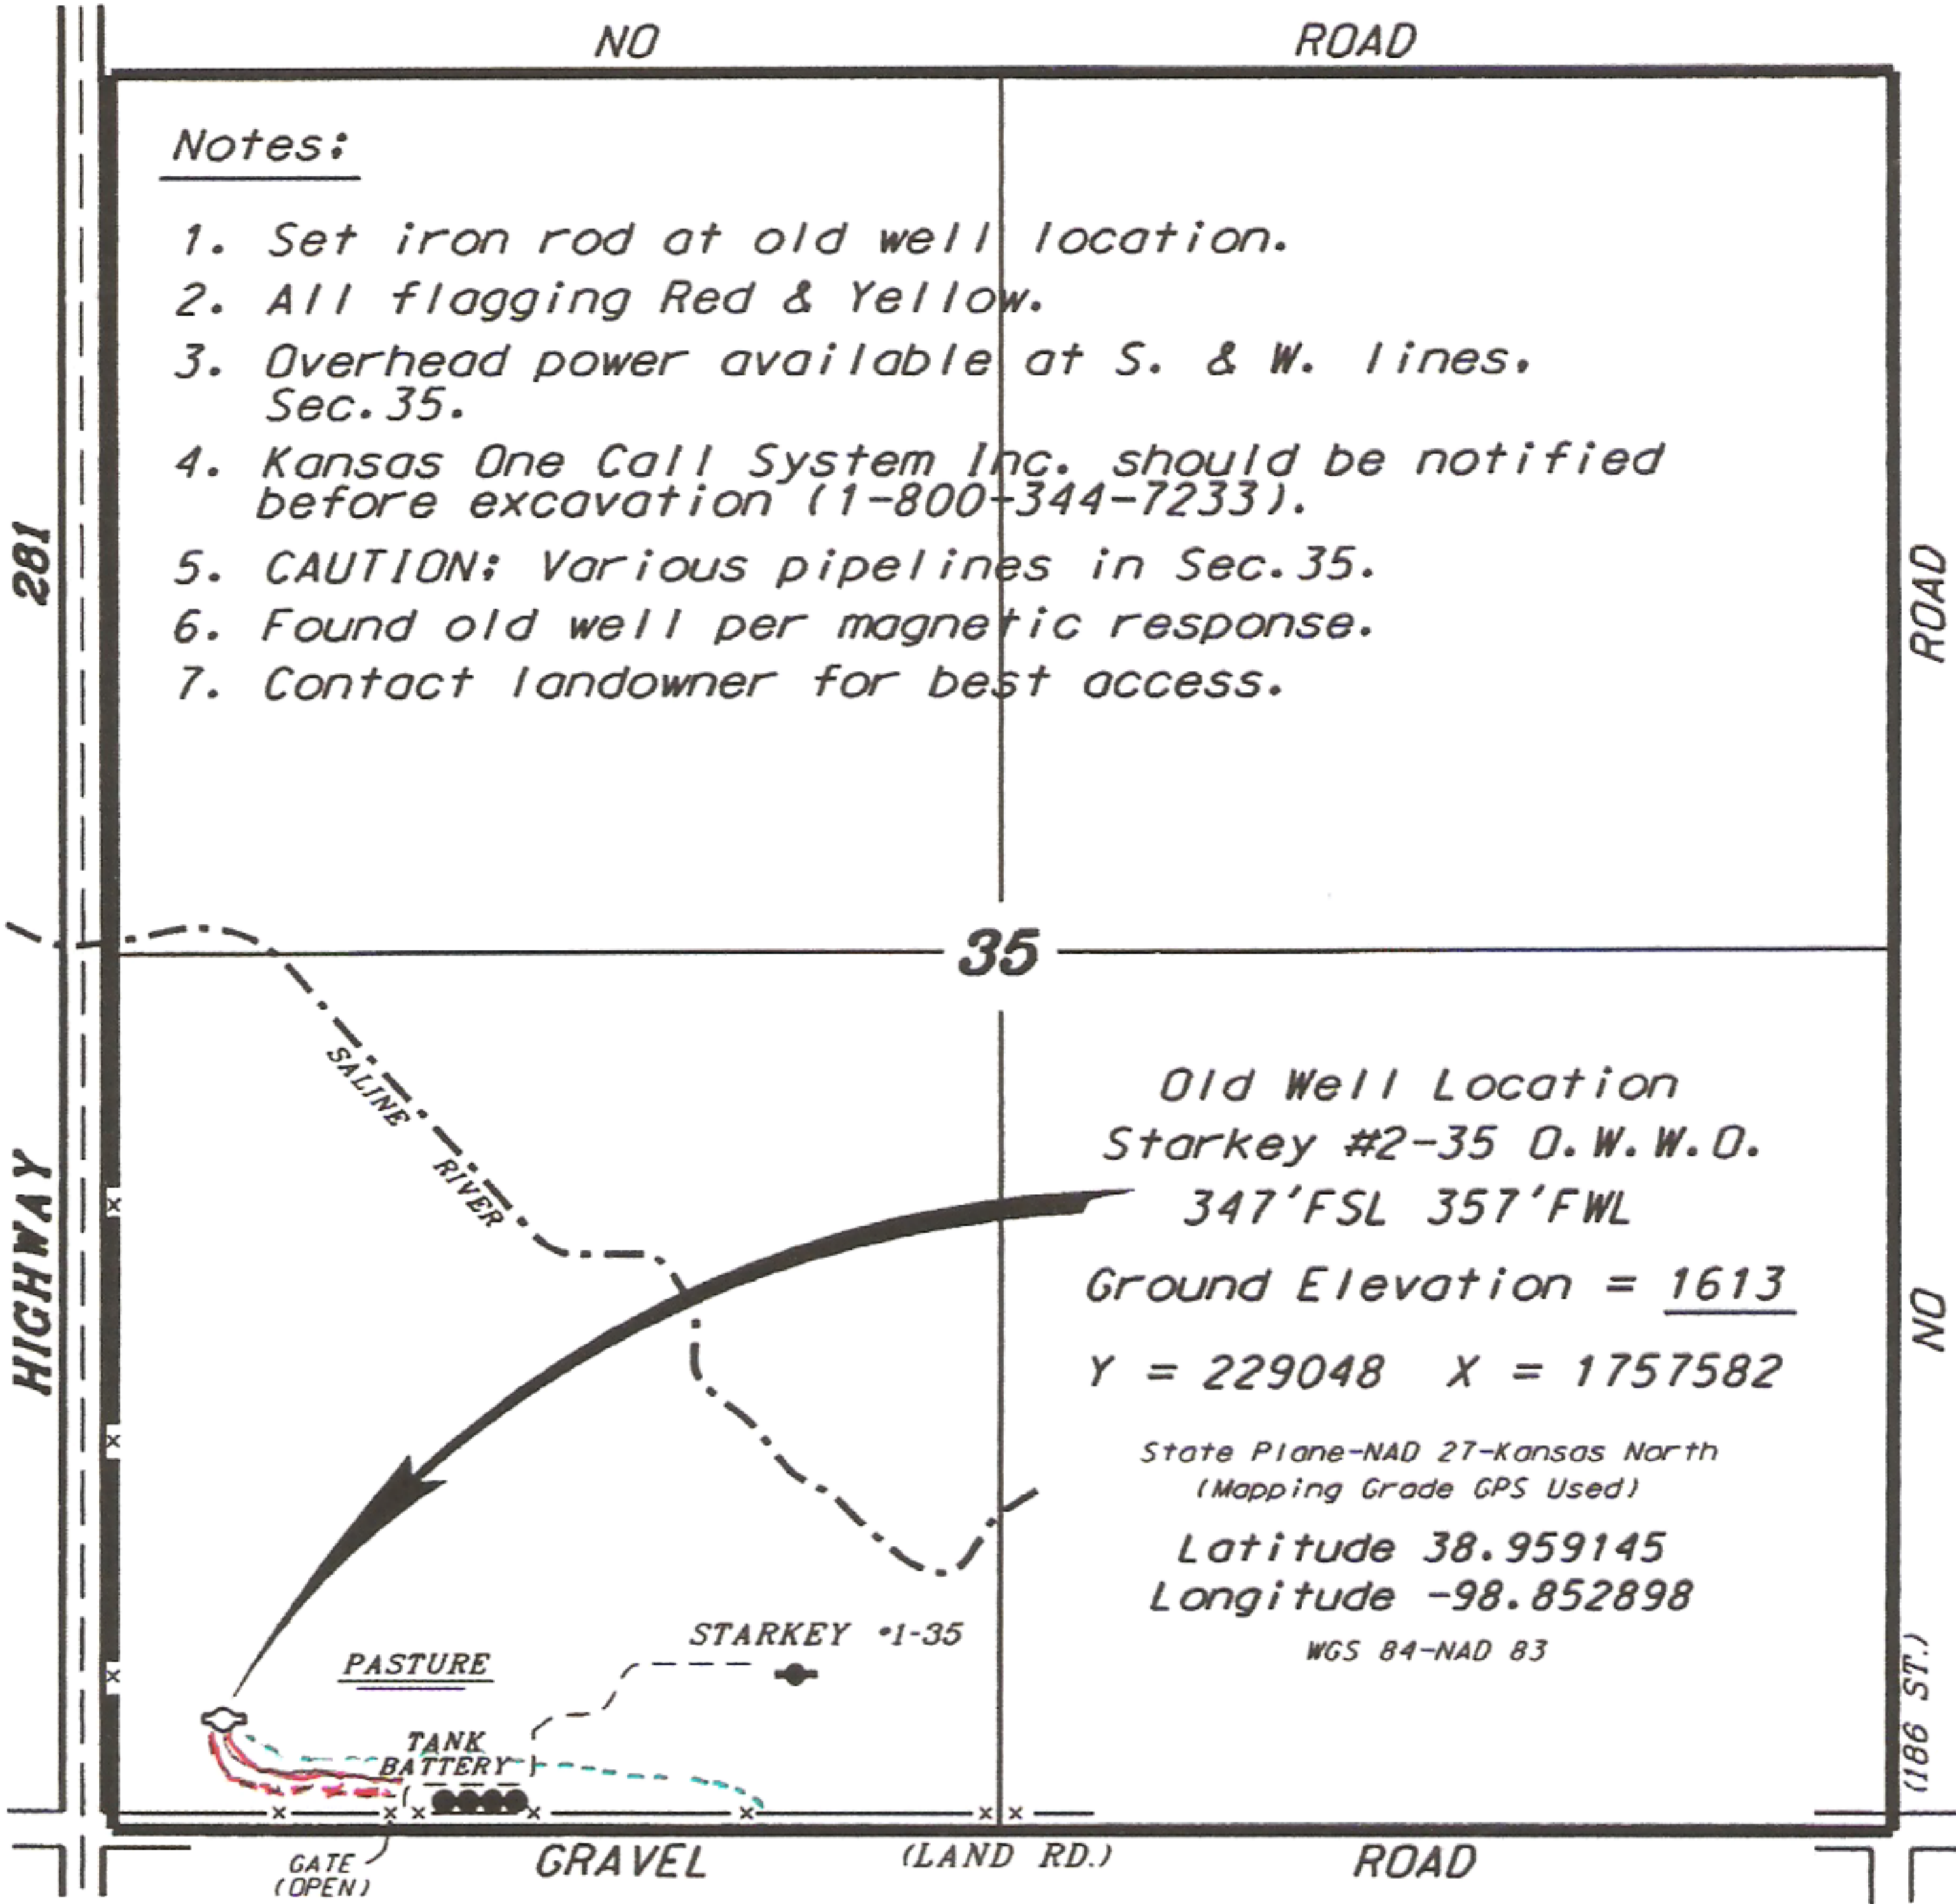 NO ROAD
Notes:
1. Set iron rod at old well location.
2. All flagging Red & Yellow.
3. Overhead power available at S. & W. lines,
Sec.35.
4. Kansas One Call System Inc. should be notified
before excavation (1-800-344-7233).
5. CAUTION: Various pipelines in Sec.35.
6. Found old well per magnetic response.
7. Contact landowner for best access.
HIGHWAY 281
NO ROAD
35
SALINE RIVER
Old Well Location
Starkey #2-35 O.W.W.O.
347'FSL 357'FWL
Ground Elevation = 1613
Y = 229048 X = 1757582
State Plane-NAD 27-Kansas North
(Mapping Grade GPS Used)
Latitude 38.959145
Longitude -98.852898
WGS 84-NAD 83
STARKEY #1-35
PASTURE
TANK
BATTERY
(186 ST.)
GATE
(OPEN)
GRAVEL (LAND RD.) ROAD